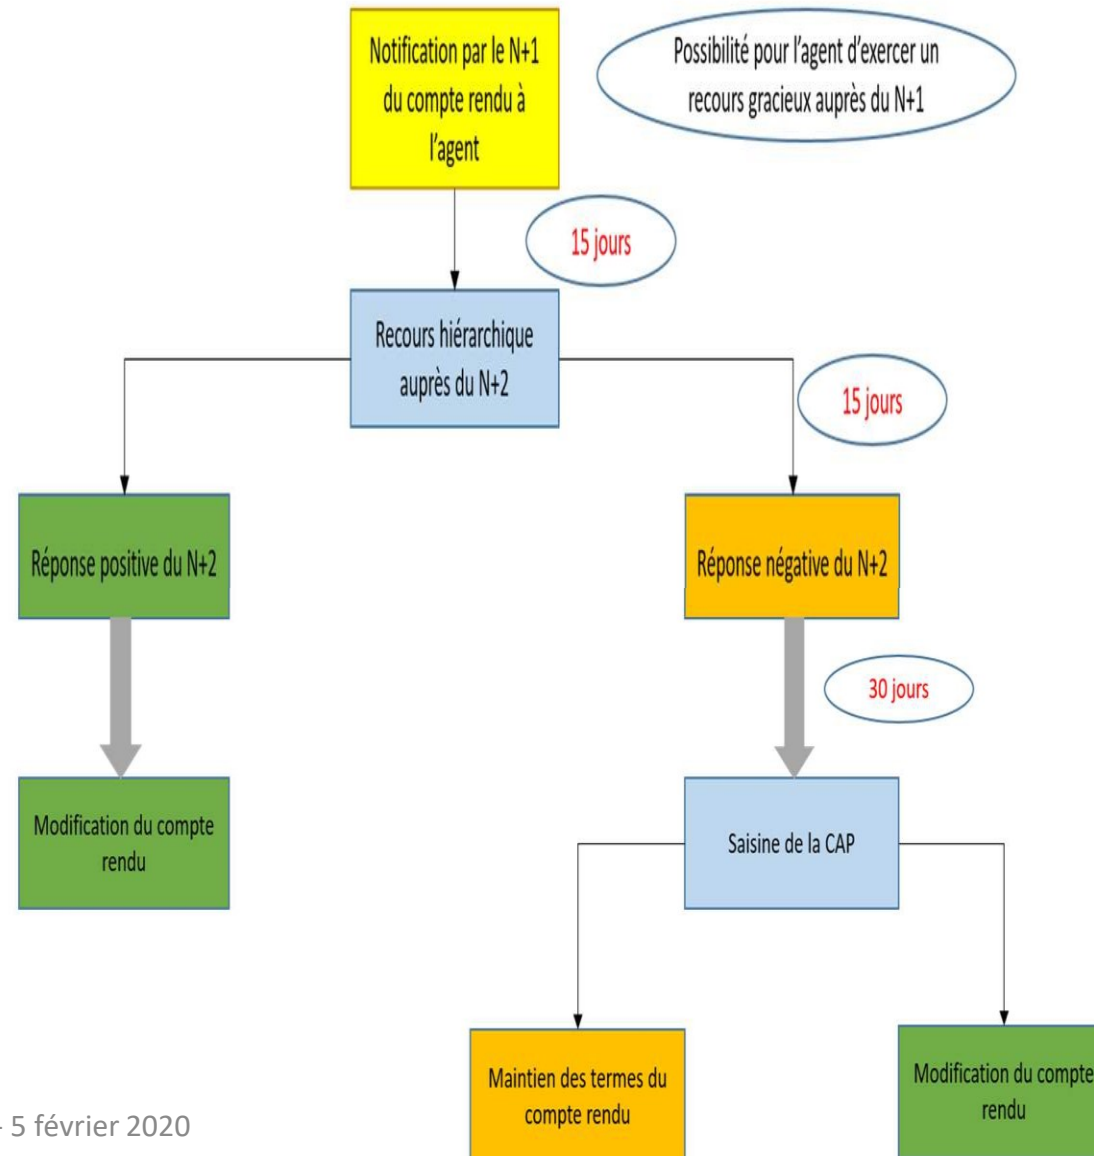 Notification par le N+1
du compte rendu à
l'agent
Possibilité pour l'agent d'exercer un
recours gracieux auprès du N+1
15 jours
Recours hiérarchique
auprès du N+2
15 jours
Réponse positive du N+2
Réponse négative du N+2
30 jours
Modification du compte
rendu
Saisine de la CAP
Maintien des termes du
compte rendu
Modification du compte
rendu
- 5 février 2020